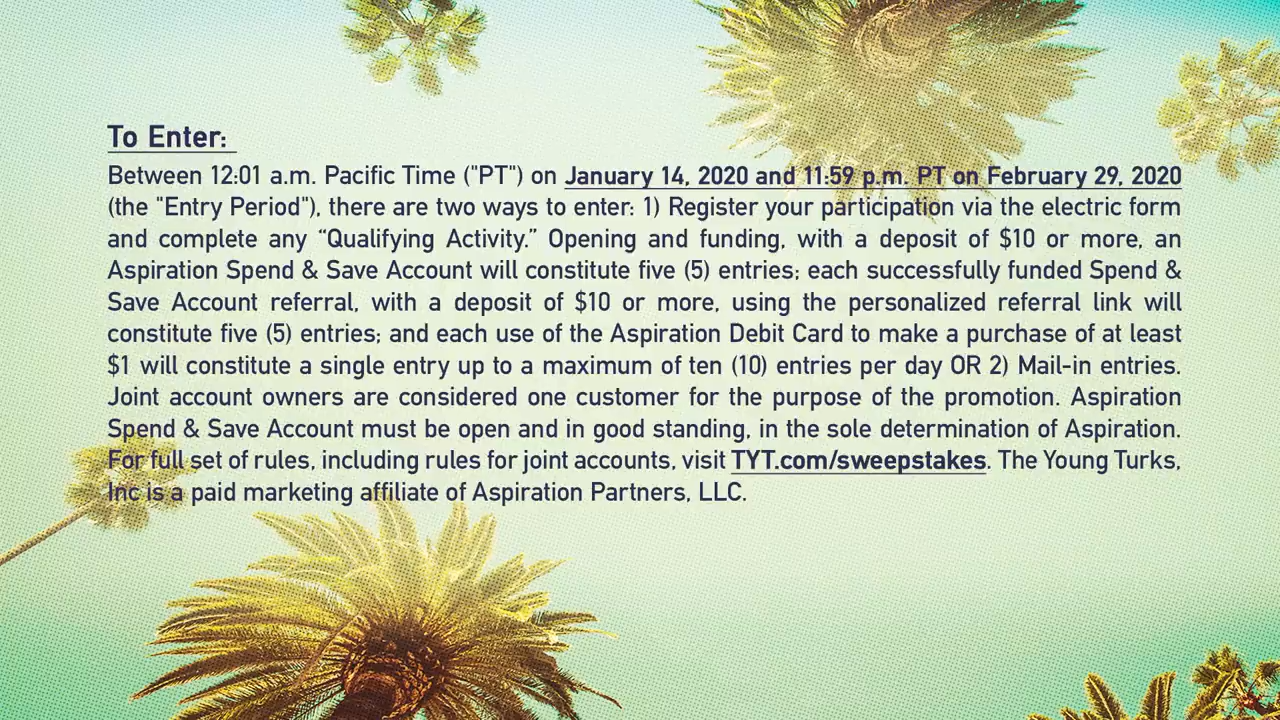 To Enter:
Between 12:01 a.m. Pacific Time ("PT") on January 14, 2020 and 11:59 p.m. PT on February 29, 2020
(the "Entry Period"), there are two ways to enter: 1) Register your participation via the electric form
and complete any “Qualifying Activity.” Opening and funding, with a deposit of $10 or more, an
Aspiration Spend & Save Account will constitute five (5) entries; each successfully funded Spend &
Save Account referral, with a deposit of $10 or more, using the personalized referral link will
constitute five (5) entries; and each use of the Aspiration Debit Card to make a purchase of at least
$1 will constitute a single entry up to a maximum of ten (10) entries per day OR 2) Mail-in entries.
Joint account owners are considered one customer for the purpose of the promotion. Aspiration
Spend & Save Account must be open and in good standing, in the sole determination of Aspiration.
For full set of rules, including rules for joint accounts, visit TYT.com/sweepstakes. The Young Turks,
Inc is a paid marketing affiliate of Aspiration Partners, LLC.